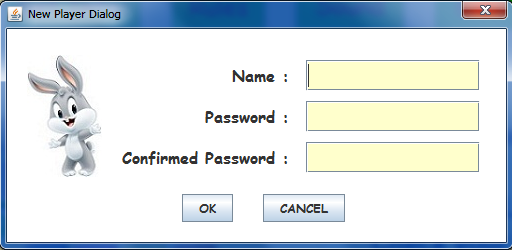 New Player Dialog
Name :
Password :
Confirmed Password :
OK
CANCEL